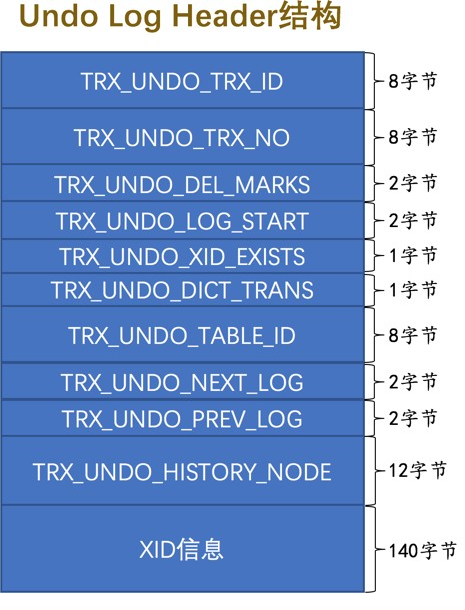 Undo Log Header结构
TRX_UNDO_TRX_ID 8字节
TRX_UNDO_TRX_NO 8字节
TRX_UNDO_DEL_MARKS 2字节
TRX_UNDO_LOG_START 2字节
TRX_UNDO_XID_EXISTS 1字节
TRX_UNDO_DICT_TRANS 1字节
TRX_UNDO_TABLE_ID 8字节
TRX_UNDO_NEXT_LOG 2字节
TRX_UNDO_PREV_LOG 2字节
TRX_UNDO_HISTORY_NODE 12字节
XID信息 140字节